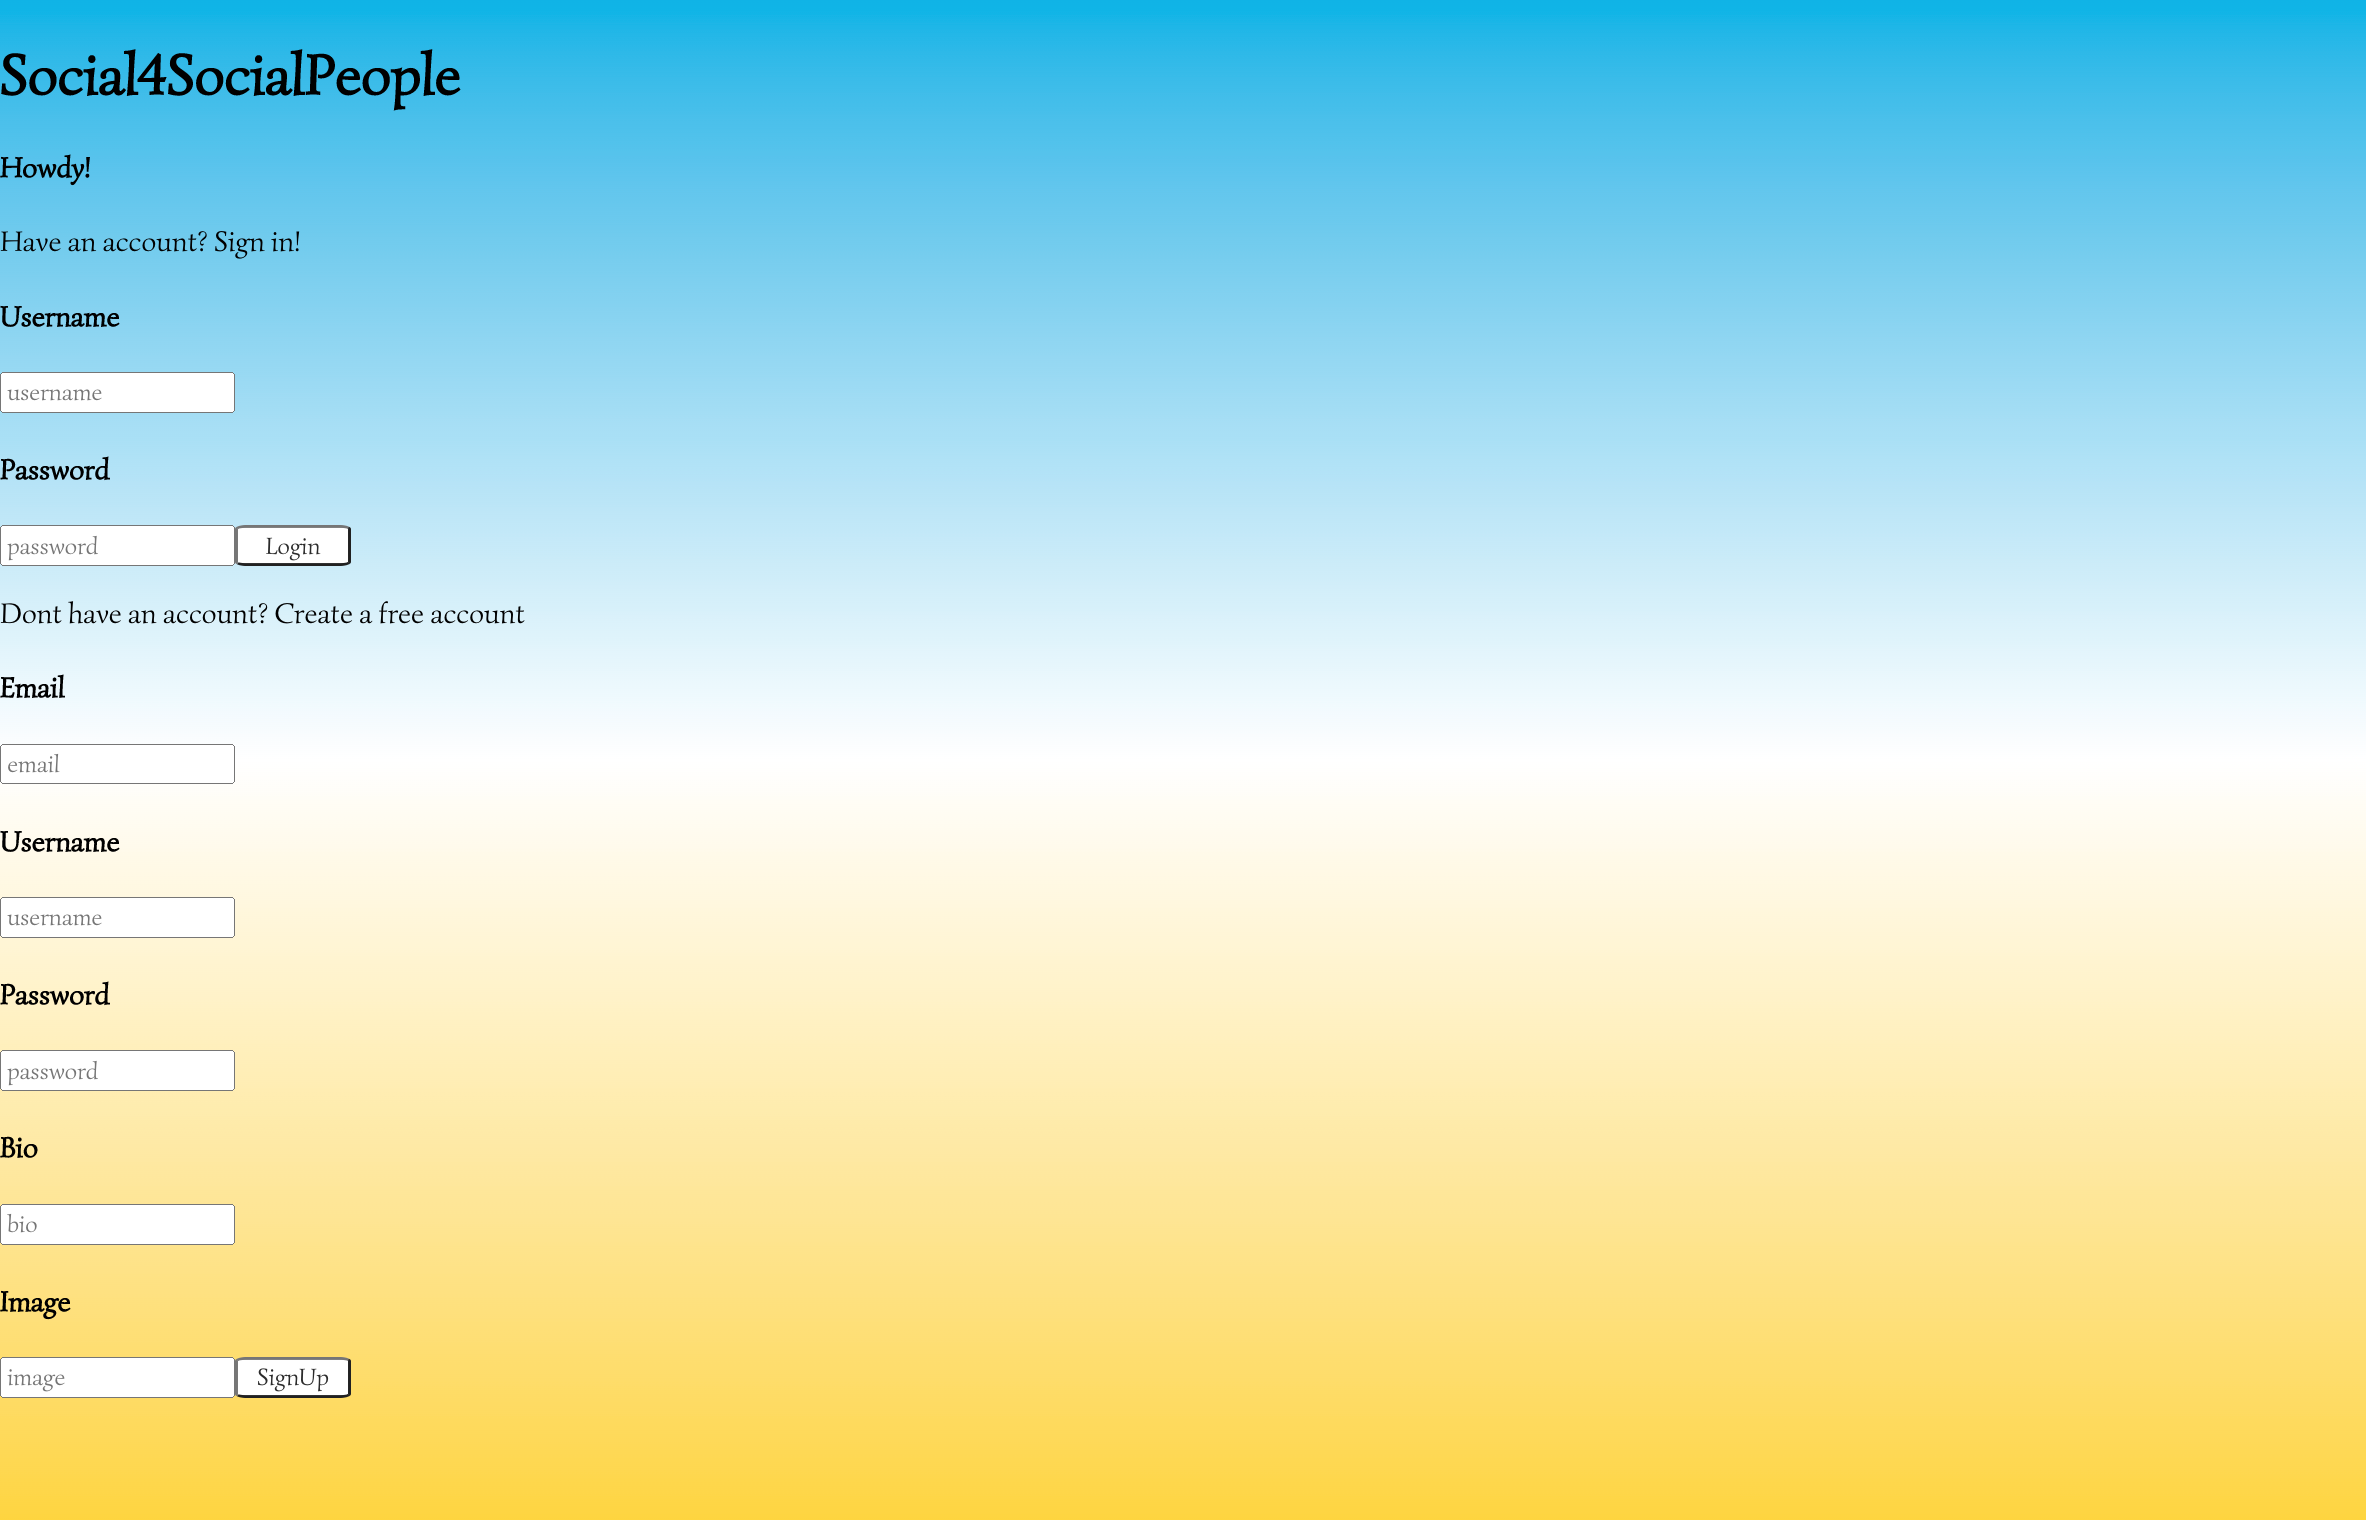 Social4SocialPeople
Howdy!
Have an account? Sign in!
Username
username
Password
password Login
Dont have an account? Create a free account
Email
email
Username
username
Password
password
Bio
bio
Image
image SignUp